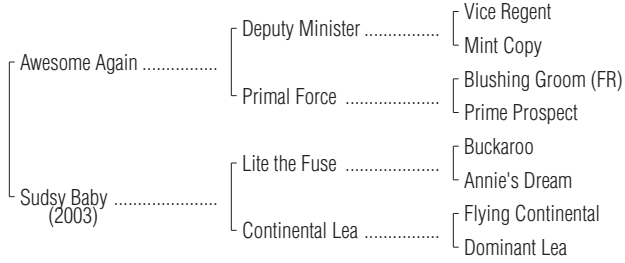 Vice Regent
Deputy Minister .................
Mint Copy
Awesome Again ................
Blushing Groom (FR)
Primal Force .....................
Prime Prospect
Buckaroo
Lite the Fuse .....................
Annie's Dream
Sudsy Baby ......................
(2003)
Flying Continental
Continental Lea .................
Dominant Lea